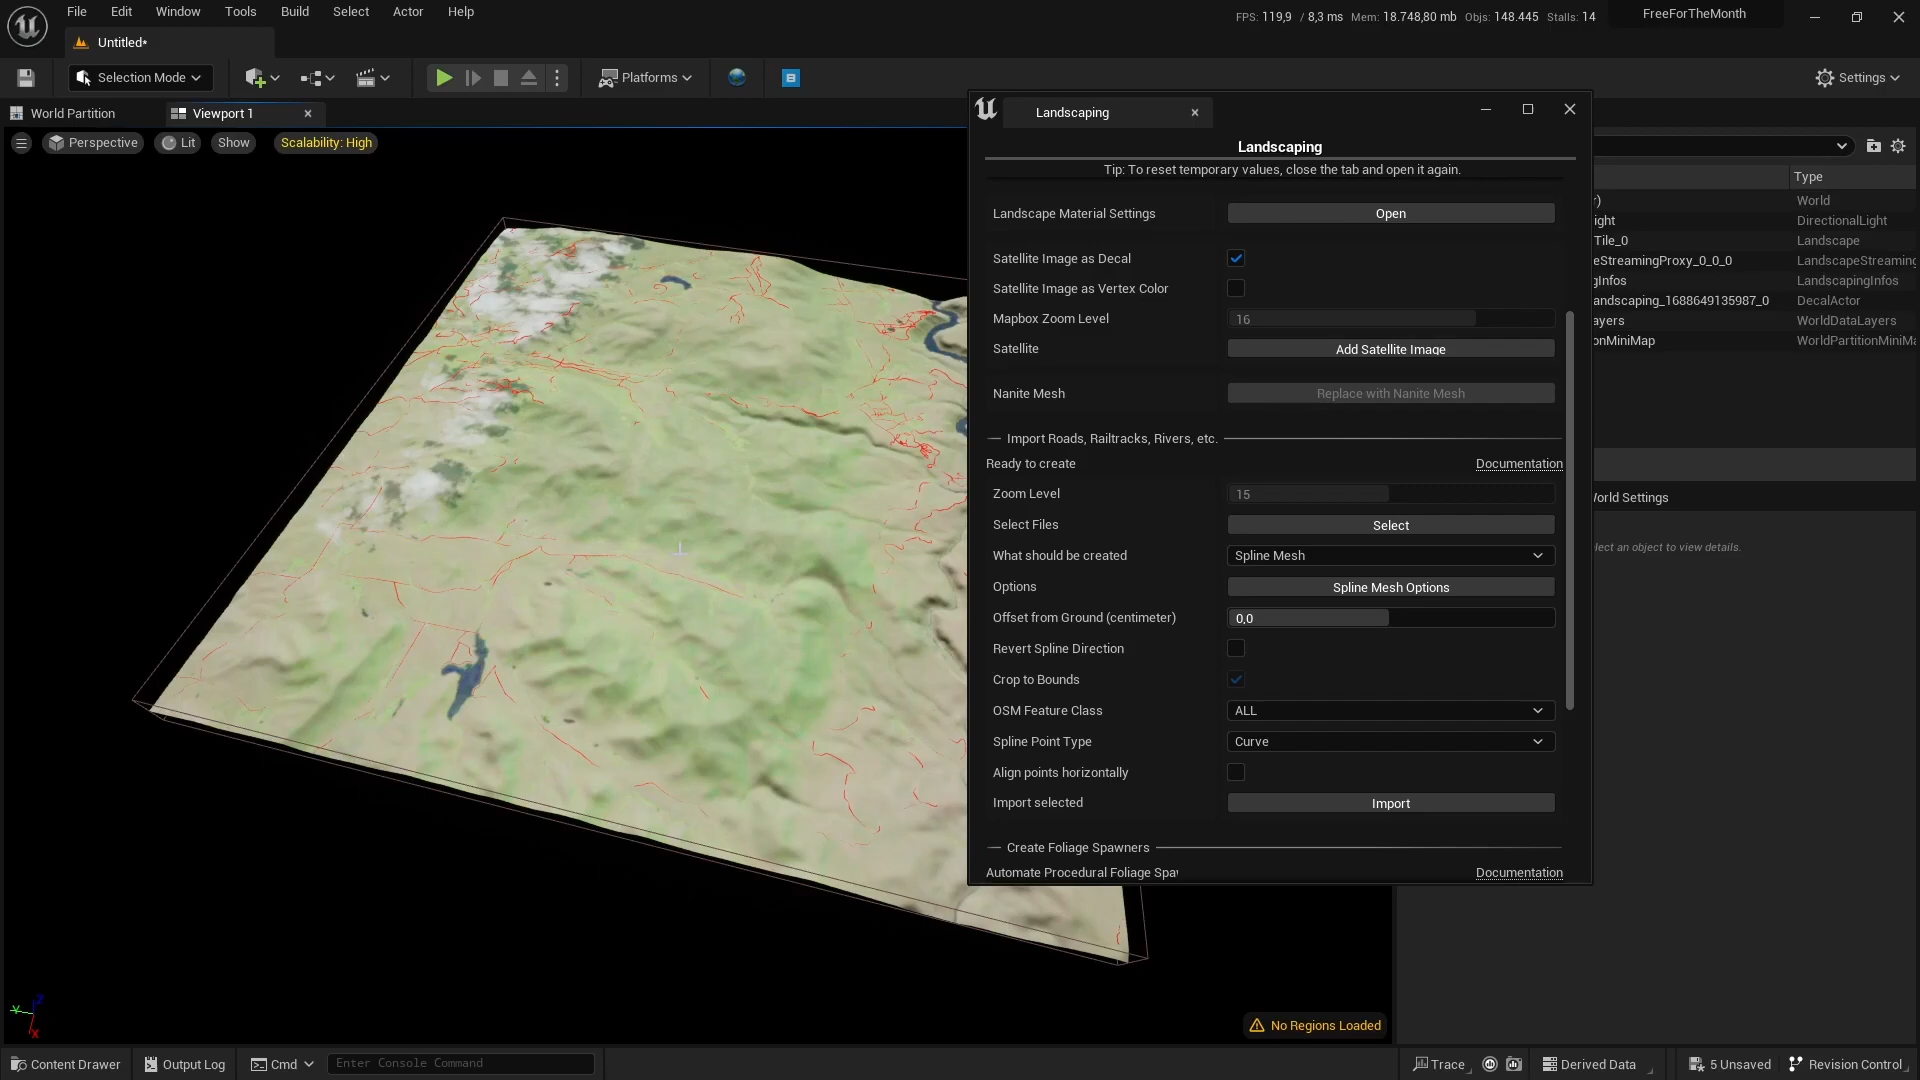 File Edit Window Tools Build Select Actor Help
FPS: 119,9 / 8,3 ms Mem: 18.748,80 mb Objs: 148.445 Stalls: 14
FreeForTheMonth
Untitled*
Selection Mode
Platforms
Settings
World Partition
Viewport 1
Perspective
Lit
Show
Scalability: High
Landscaping
Landscaping
Tip: To reset temporary values, close the tab and open it again.
Landscape Material Settings
Open
Satellite Image as Decal
Satellite Image as Vertex Color
Mapbox Zoom Level
16
Satellite
Add Satellite Image
Nanite Mesh
Replace with Nanite Mesh
Import Roads, Railtracks, Rivers, etc.
Ready to create
Documentation
Zoom Level
15
Select Files
Select
What should be created
Spline Mesh
Options
Spline Mesh Options
Offset from Ground (centimeter)
0,0
Revert Spline Direction
Crop to Bounds
OSM Feature Class
ALL
Spline Point Type
Curve
Align points horizontally
Import selected
Import
Create Foliage Spawners
Automate Procedural Foliage Spa
Documentation
Type
r) World
ight DirectionalLight
Tile_0 Landscape
eStreamingProxy_0_0_0 LandscapeStreaming
gInfos LandscapingInfos
andscaping_1688649135987_0 DecalActor
ayers WorldDataLayers
onMiniMap WorldPartitionMiniMa
orld Settings
lect an object to view details.
Y Z X
No Regions Loaded
Content Drawer
Output Log
Cmd
Enter Console Command
Trace
Derived Data
5 Unsaved
Revision Control